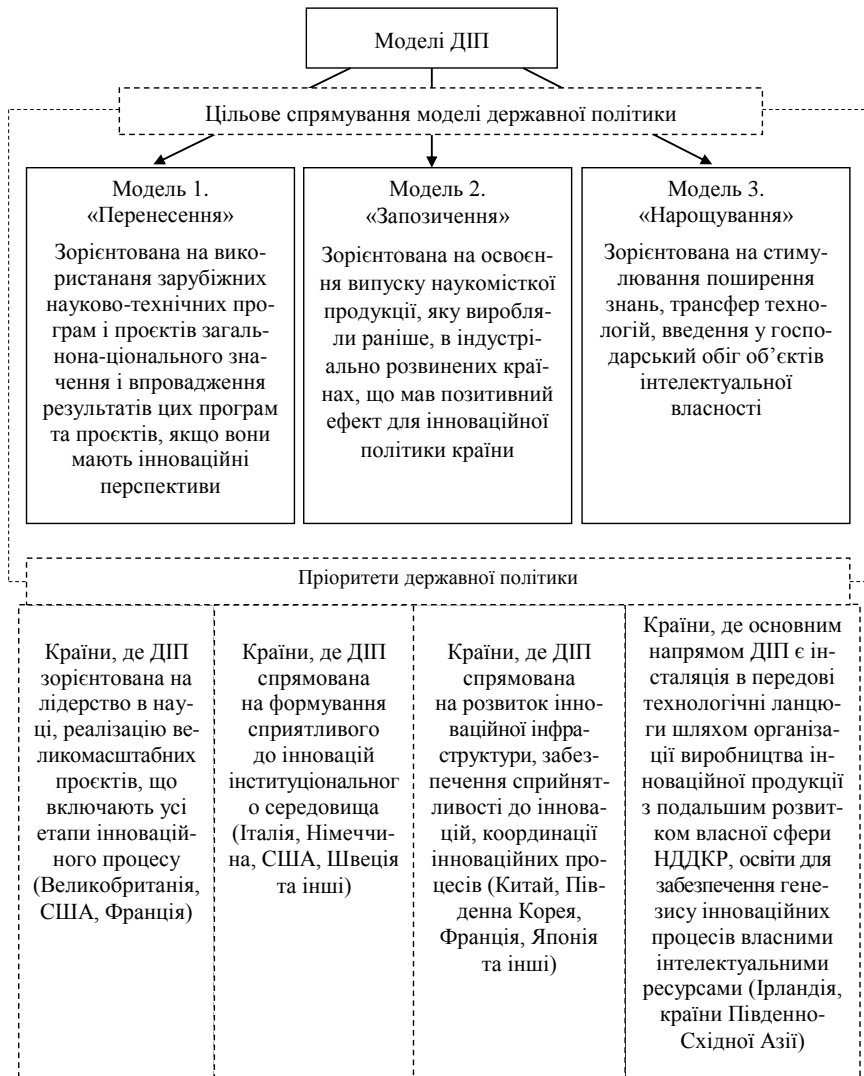 Моделі ДІП
Цільове спрямування моделі державної політики
Модель 1.
«Перенесення»
Зорієнтована на вико-
ристананя зарубіжних
науково-технічних про-
грам і проєктів загаль-
нона-ціонального зна-
чення і впровадження
результатів цих програм
та проєктів, якщо вони
мають інноваційні
перспективи
Модель 2.
«Запозичення»
Зорієнтована на освоєн-
ня випуску наукомісткої
продукції, яку виробля-
ли раніше, в індустрі-
ально розвинених краї-
нах, що мав позитивний
ефект для інноваційної
політики країни
Модель 3.
«Нарощування»
Зорієнтована на стиму-
лювання поширення
знань, трансфер техно-
логій, введення у госпо-
дарський обіг об’єктів
інтелектуальної
власності
Пріоритети державної політики
Країни, де ДІП
зорієнтована на
лідерство в нау-
ці, реалізацію ве-
ликомасштабних
проєктів, що
включають усі
етапи інновацій-
ного процесу
(Великобританія,
США, Франція)
Країни, де ДІП
спрямована
на формування
сприятливого
до інновацій
інституціональног
о середовища
(Італія, Німеччи-
на, США, Швеція
та інші)
Країни, де ДІП
спрямована
на розвиток інно-
ваційної інфра-
структури, забез-
печення сприйнят-
ливості до інно-
вацій, координації
інноваційних про-
цесів (Китай, Пів-
денна Корея,
Франція, Японія
та інші)
Країни, де основним
напрямом ДІП є ін-
сталяція в передові
технологічні ланцю-
ги шляхом організа-
ції виробництва ін-
новаційної продукції
з подальшим розвит-
ком власної сфери
НДДКР, освіти для
забезпечення гене-
зису інноваційних
процесів власними
інтелектуальними
ресурсами (Ірландія,
країни Південно-
Східної Азії)